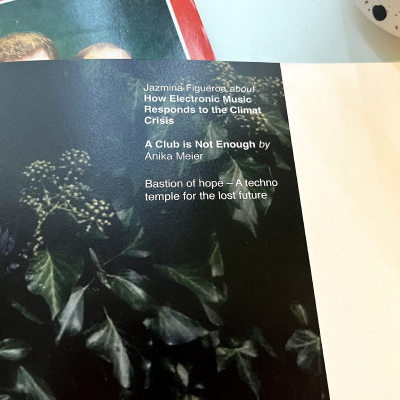 Jazmina Figueroa about
How Electronic Music
Responds to the Climat
Crisis
A Club is Not Enough by
Anika Meier
Bastion of hope – A techno
temple for the lost future